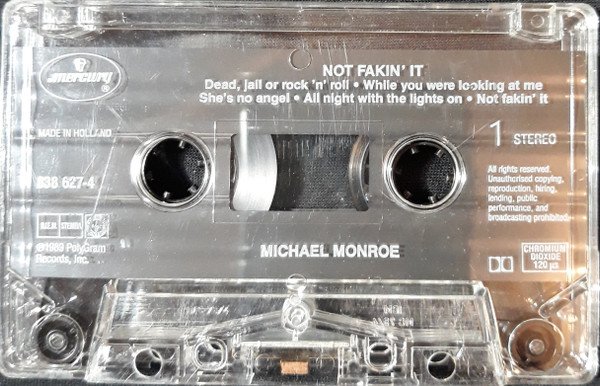 mercury
®
NOT FAKIN' IT
Dead, jail or rock 'n' roll • While you were looking at me
She's no angel • All night with the lights on • Not fakin' it
MADE IN HOLLAND
1 STEREO
838 627-4
All rights reserved.
Unauthorised copying,
reproduction, hiring,
lending, public
performance, and
broadcasting prohibited.
B.I.E.M. STEMRA
℗1989 PolyGram
Records, Inc.
MICHAEL MONROE
CHROMIUM
DIOXIDE
120 µs